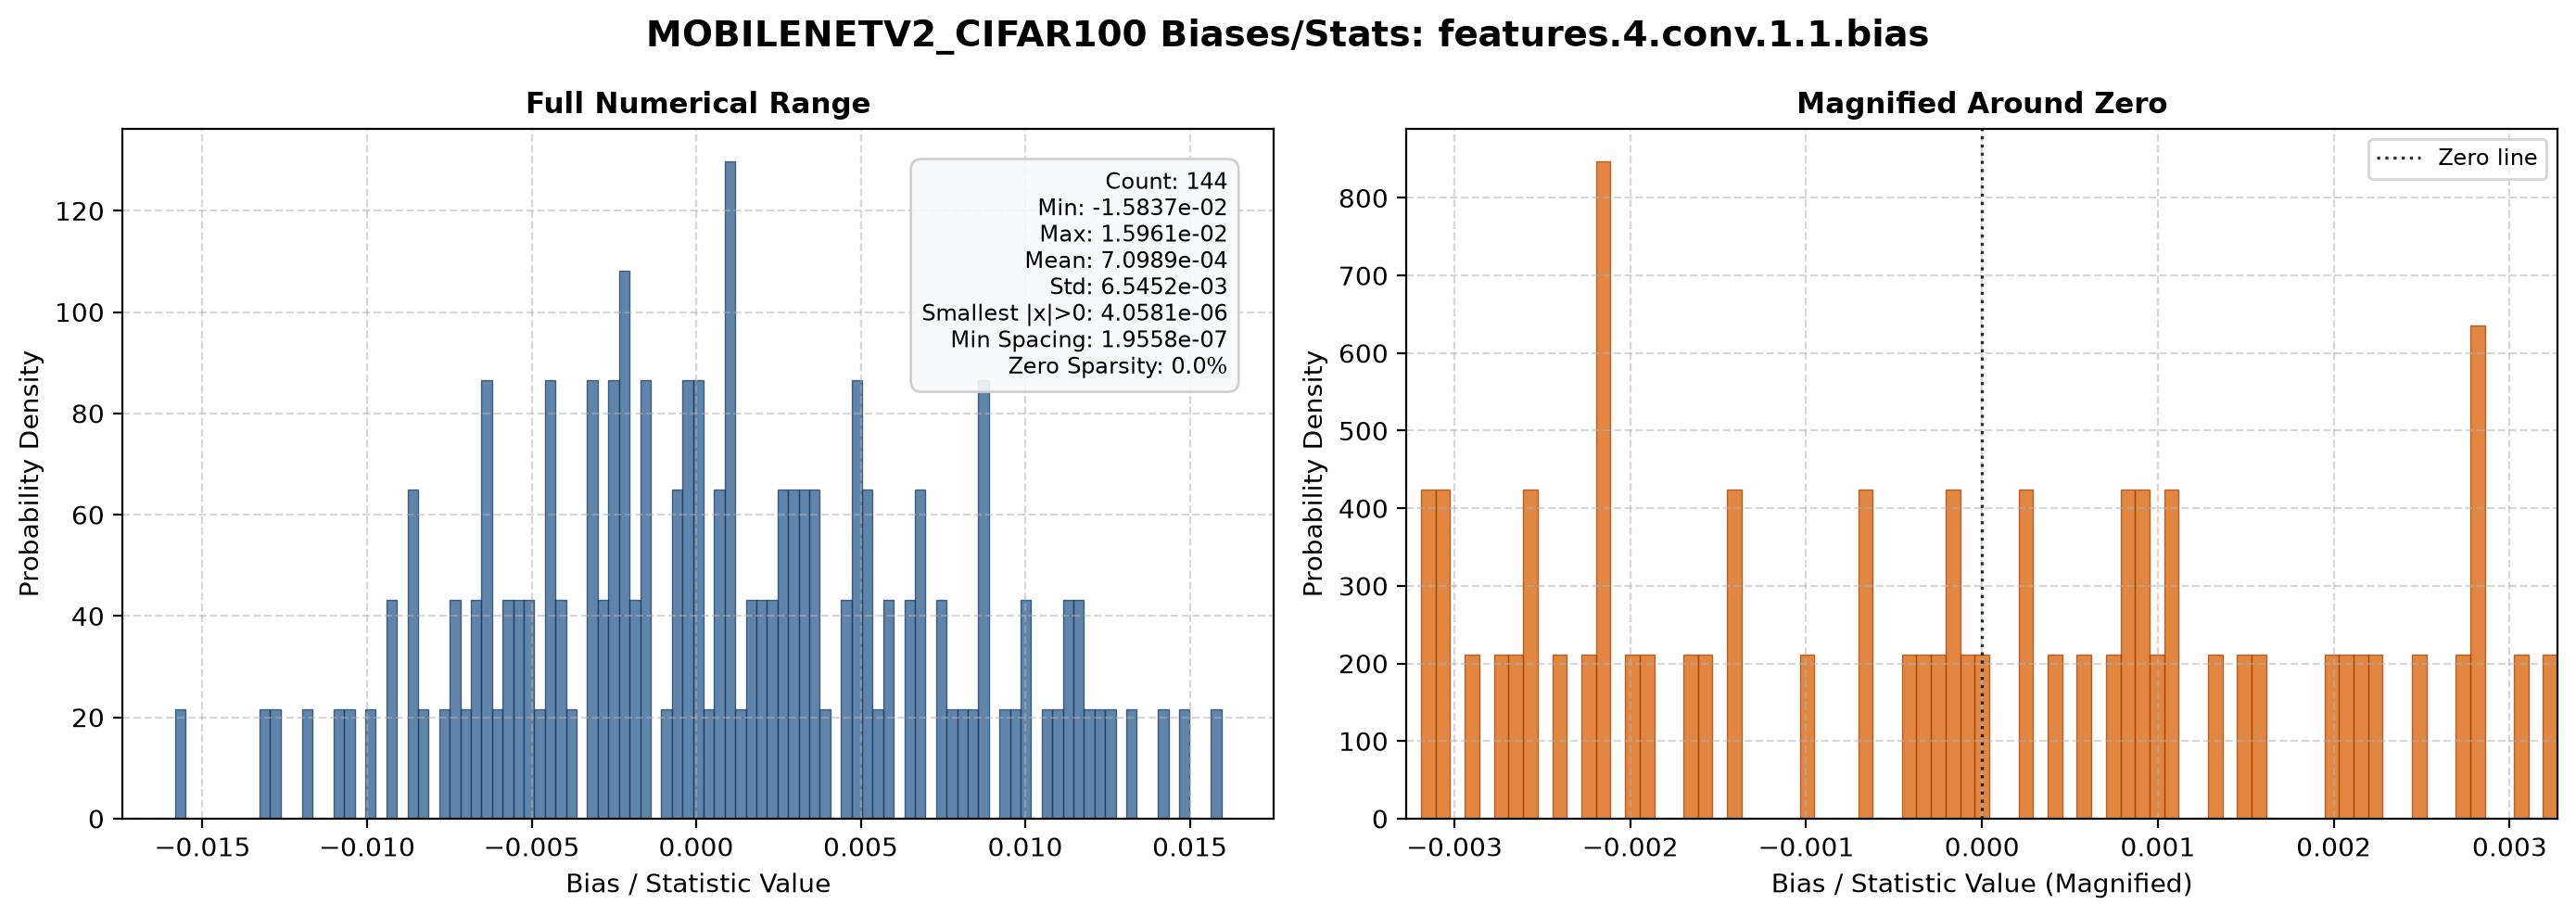 MOBILENETV2_CIFAR100 Biases/Stats: features.4.conv.1.1.bias
Full Numerical Range
Probability Density
120
100
80
60
40
20
0
Count: 144
Min: -1.5837e-02
Max: 1.5961e-02
Mean: 7.0989e-04
Std: 6.5452e-03
Smallest |x|>0: 4.0581e-06
Min Spacing: 1.9558e-07
Zero Sparsity: 0.0%
−0.015 −0.010 −0.005 0.000 0.005 0.010 0.015
Bias / Statistic Value
Magnified Around Zero
Probability Density
800
700
600
500
400
300
200
100
0
Zero line
−0.003 −0.002 −0.001 0.000 0.001 0.002 0.003
Bias / Statistic Value (Magnified)